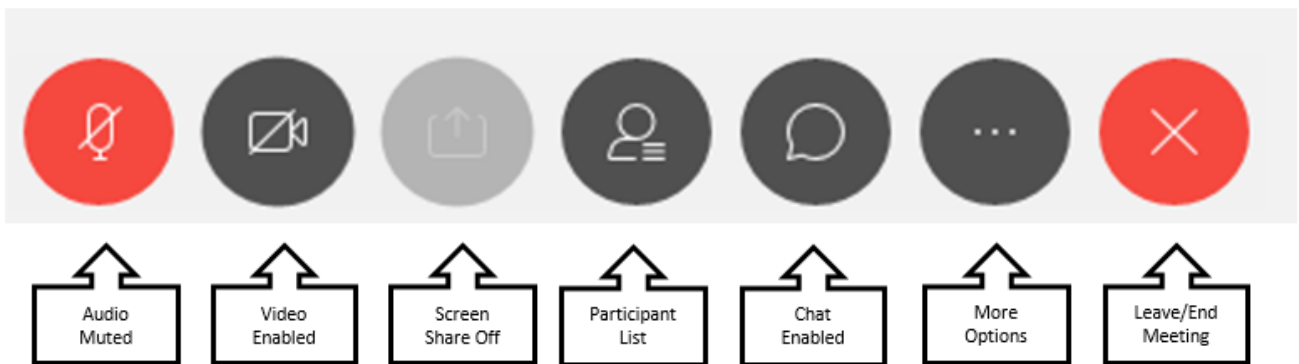 Audio
Muted
Video
Enabled
Screen
Share Off
Participant
List
Chat
Enabled
More
Options
Leave/End
Meeting